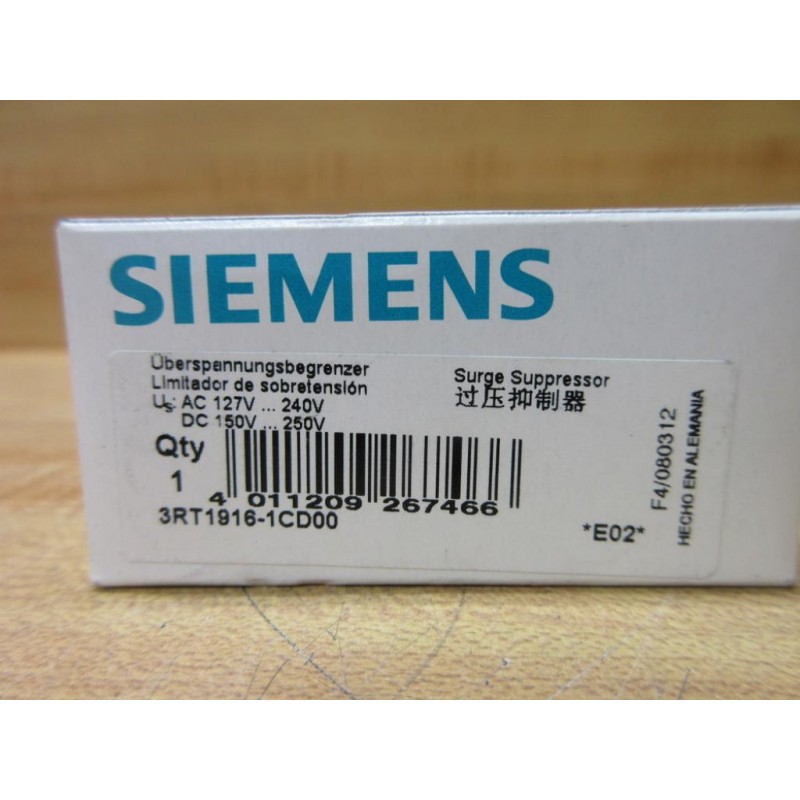 SIEMENS
Überspannungsbegrenzer
Limitador de sobretensión
Us: AC 127V ... 240V
DC 150V ... 250V
Surge Suppressor
过压抑制器
Qty
1
4 011209 267466
3RT1916-1CD00
*E02*
F4/080312
HECHO EN ALEMANIA